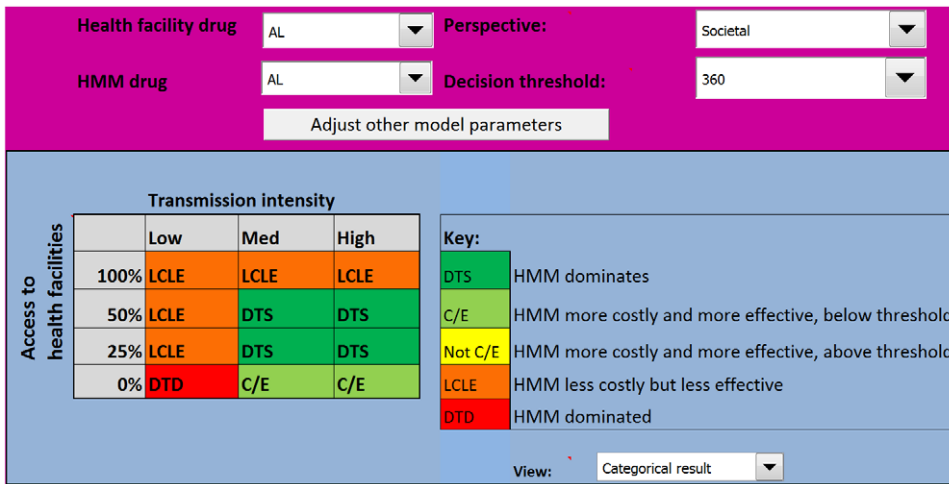 Health facility drug AL Perspective: Societal
HMM drug AL Decision threshold: 360
Adjust other model parameters
Transmission intensity
Access to
health facilities
Low Med High
100% LCLE LCLE LCLE
50% LCLE DTS DTS
25% LCLE DTS DTS
0% DTD C/E C/E
Key:
DTS HMM dominates
C/E HMM more costly and more effective, below threshold
Not C/E HMM more costly and more effective, above threshold
LCLE HMM less costly but less effective
DTD HMM dominated
View: Categorical result